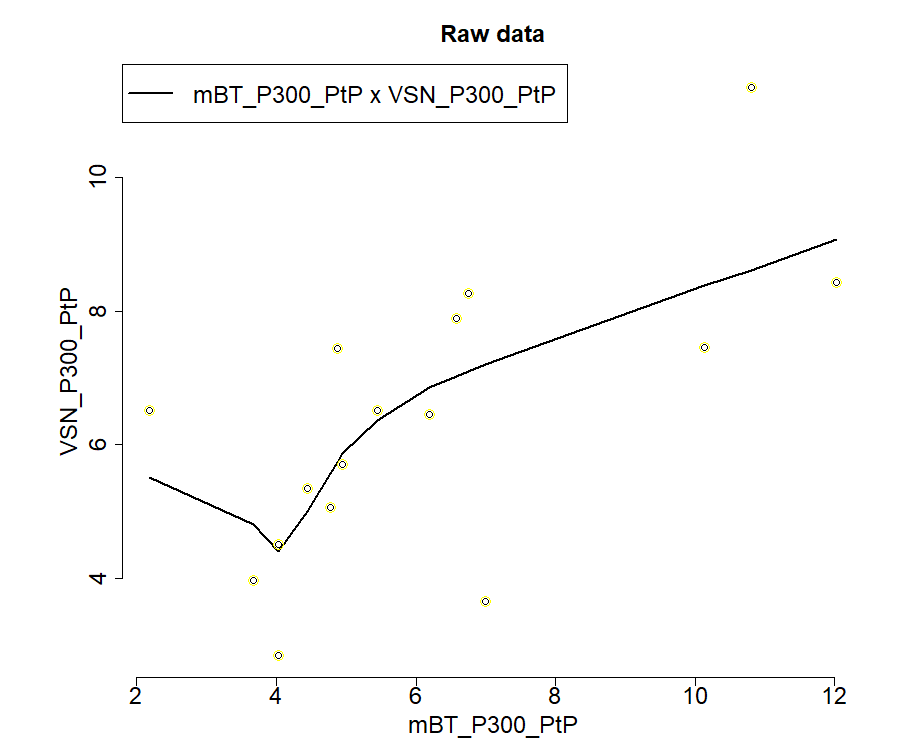 Raw data
mBT_P300_PtP x VSN_P300_PtP
10
8
6
4
VSN_P300_PtP
2 4 6 8 10 12
mBT_P300_PtP